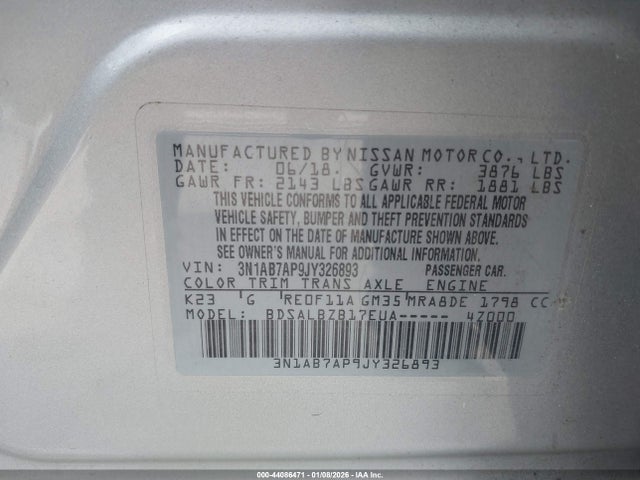 MANUFACTURED BY NISSAN MOTOR CO., LTD.
DATE: 06/18. GVWR: 3876 LBS
GAWR FR: 2143 LBS GAWR RR: 1881 LBS
THIS VEHICLE CONFORMS TO ALL APPLICABLE FEDERAL MOTOR
VEHICLE SAFETY, BUMPER AND THEFT PREVENTION STANDARDS
IN EFFECT ON THE DATE OF MANUFACTURE SHOWN ABOVE.
SEE OWNER'S MANUAL FOR ADDITIONAL INFORMATION.
VIN: 3N1AB7AP9JY326893 PASSENGER CAR.
COLOR TRIM TRANS AXLE ENGINE
K23 G RE0F11A GM35 MRA8DE 1798 CC
MODEL: BDSALBZB17EUA----- 4Z000
3N1AB7AP9JY326893
000-44086471 - 01/08/2026 - IAA Inc.